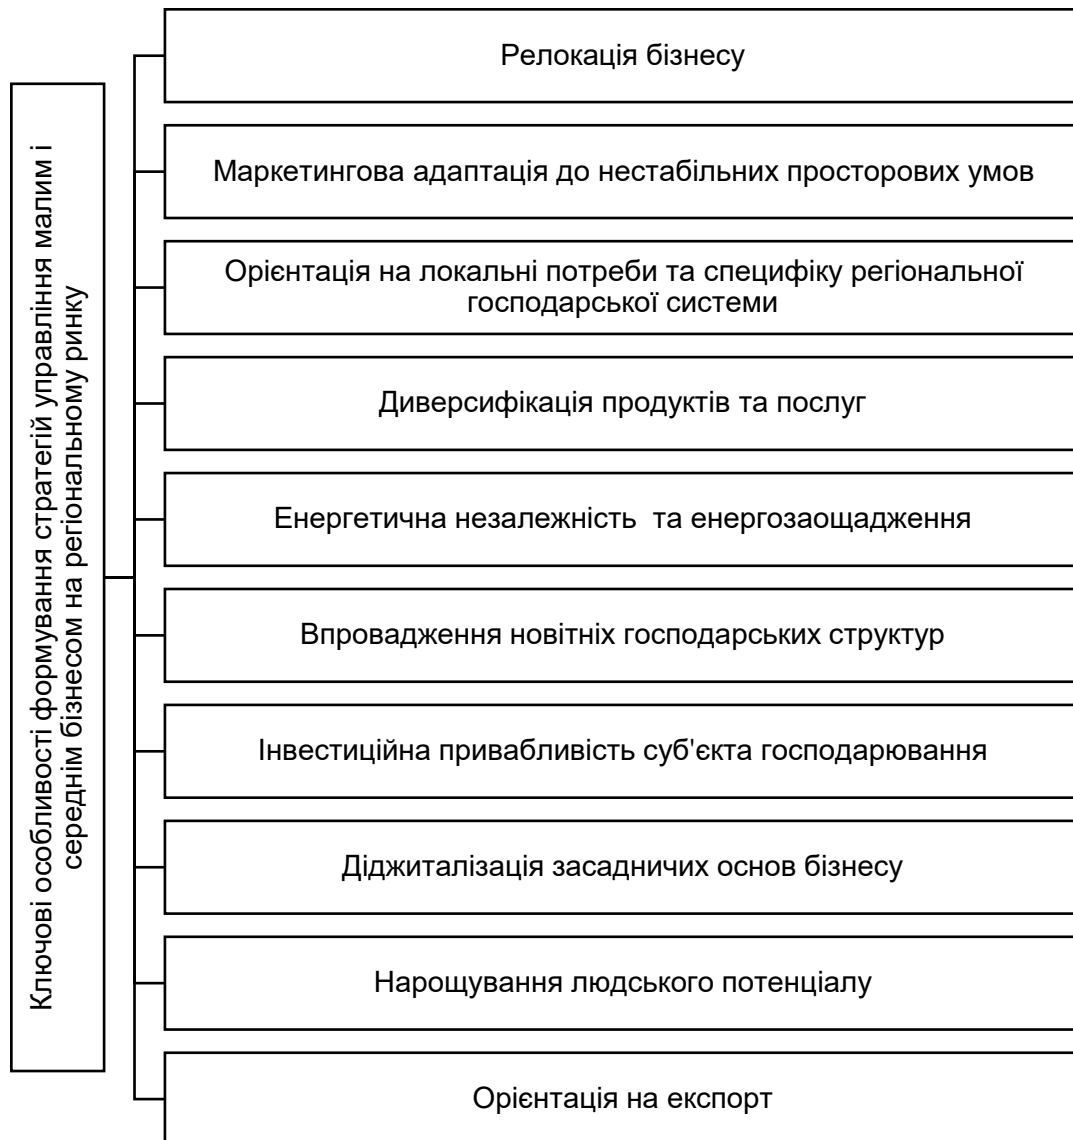 Ключові особливості формування стратегій управління малим і
середнім бізнесом на регіональному ринку
Релокація бізнесу
Маркетингова адаптація до нестабільних просторових умов
Орієнтація на локальні потреби та специфіку регіональної
господарської системи
Диверсифікація продуктів та послуг
Енергетична незалежність  та енергозаощадження
Впровадження новітніх господарських структур
Інвестиційна привабливість суб'єкта господарювання
Діджиталізація засадничих основ бізнесу
Нарощування людського потенціалу
Орієнтація на експорт